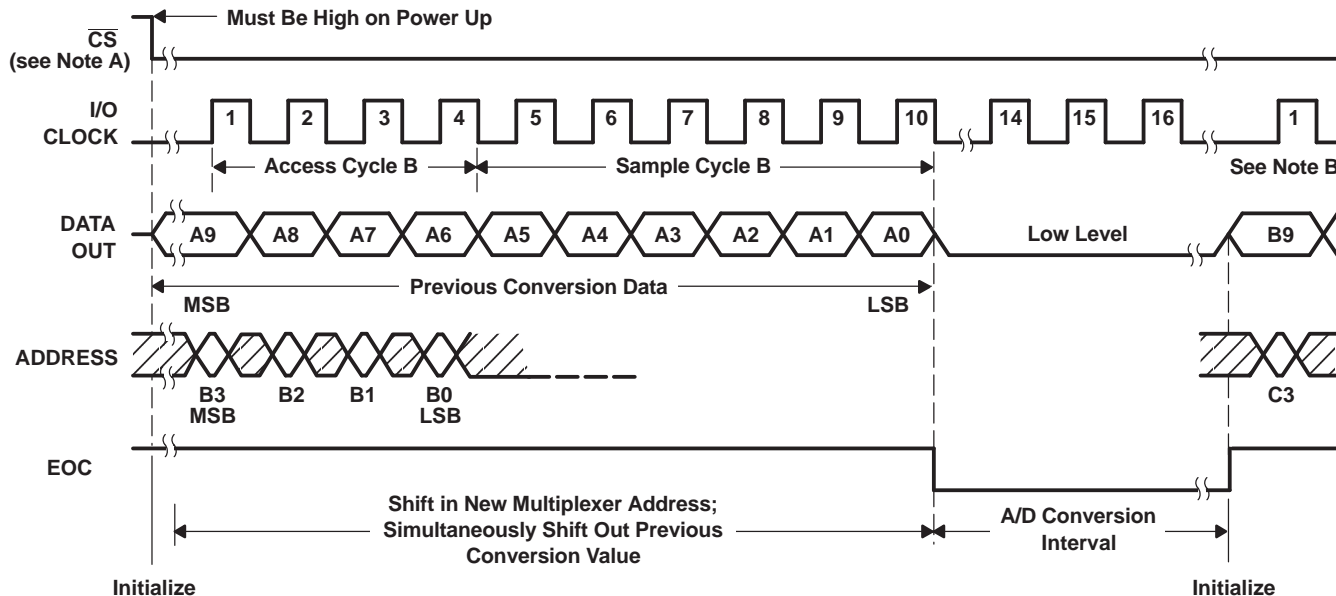 Must Be High on Power Up
CS
(see Note A)
I/O
CLOCK
1 2 3 4 5 6 7 8 9 10 14 15 16 1
Access Cycle B
Sample Cycle B
See Note B
DATA
OUT
A9 A8 A7 A6 A5 A4 A3 A2 A1 A0 Low Level B9
Previous Conversion Data
MSB
LSB
ADDRESS
B3 B2 B1 B0 C3
MSB LSB
EOC
Shift in New Multiplexer Address;
Simultaneously Shift Out Previous
Conversion Value
A/D Conversion
Interval
Initialize
Initialize